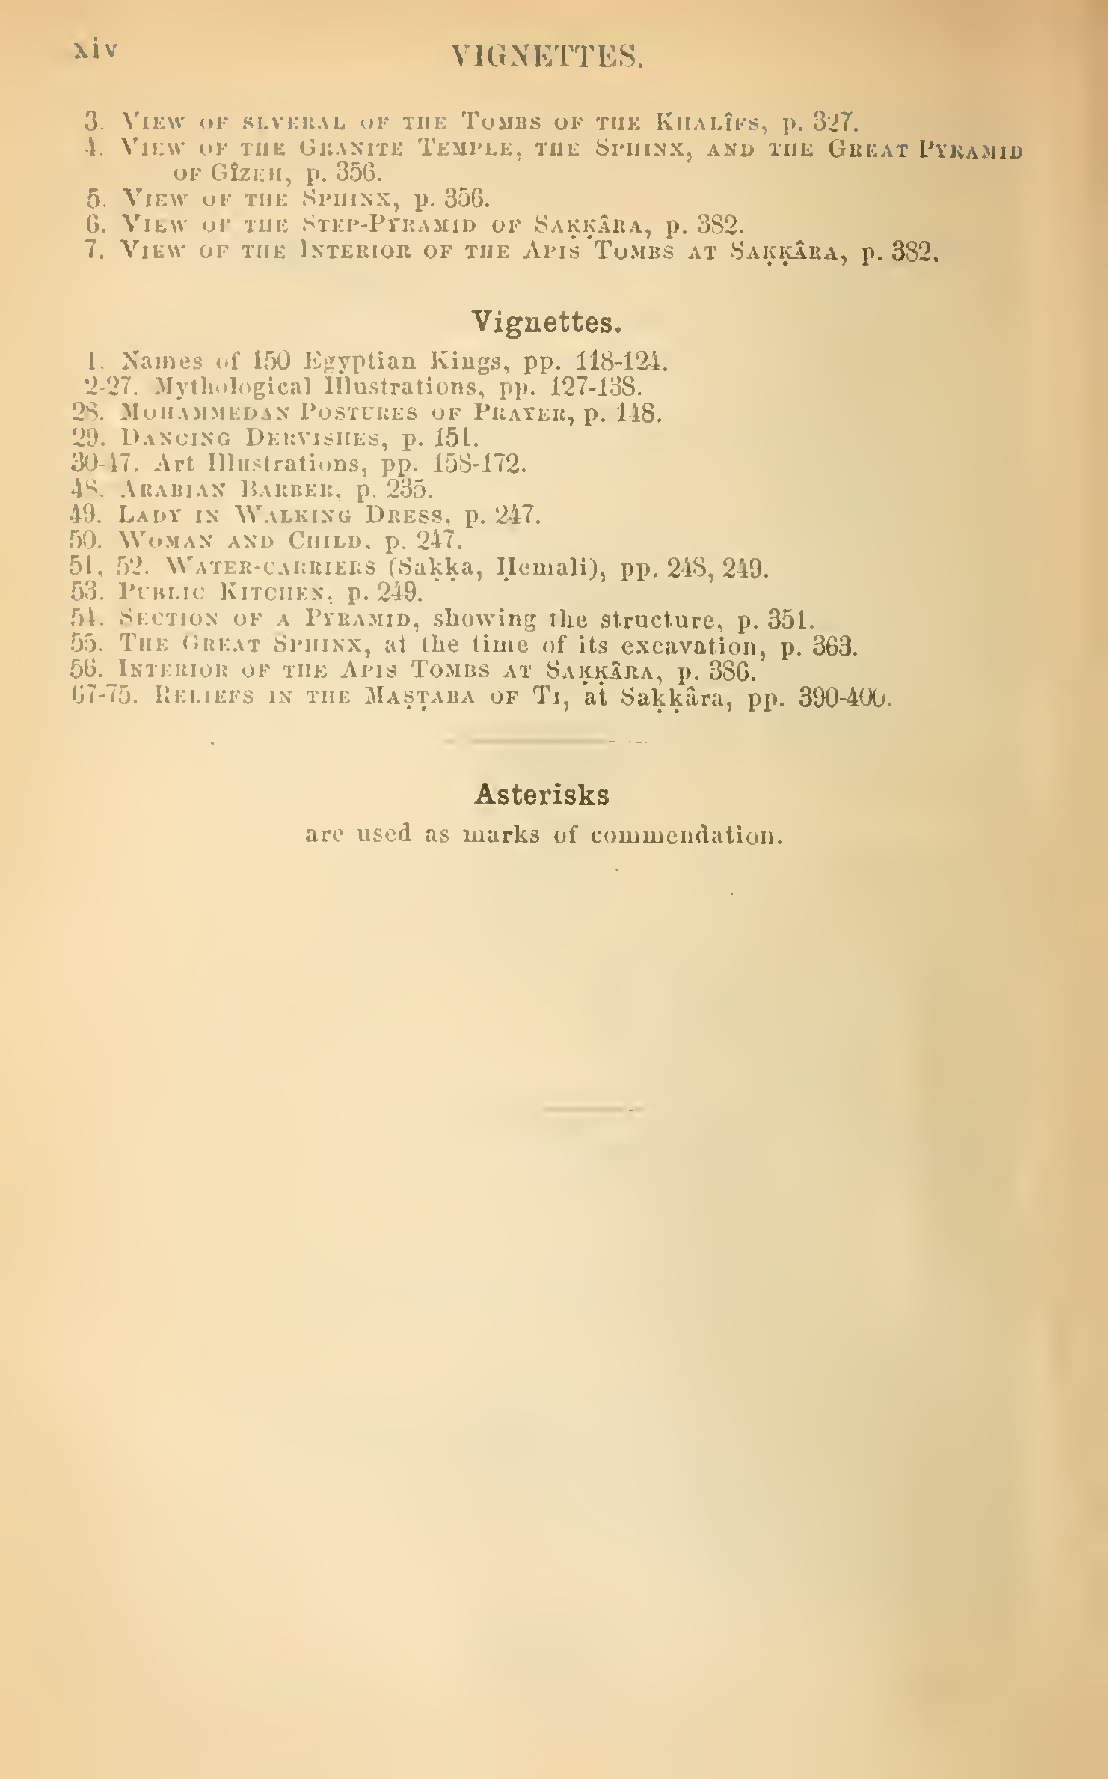 xiv VIGNETTES.
3. View of several of the Tombs of the Khalîfs, p. 327.
4. View of the Granite Temple, the Sphinx, and the Great Pyramid
of Gîzeh, p. 356.
5. View of the Sphinx, p. 356.
6. View of the Step-Pyramid of Saḳḳâra, p. 382.
7. View of the Interior of the Apis Tombs at Saḳḳâra, p. 382.
Vignettes.
1. Names of 150 Egyptian Kings, pp. 118-124.
2-27. Mythological Illustrations, pp. 127-138.
28. Mohammedan Postures of Prayer, p. 148.
29. Dancing Dervishes, p. 151.
30-47. Art Illustrations, pp. 158-172.
48. Arabian Barber, p. 235.
49. Lady in Walking Dress, p. 247.
50. Woman and Child, p. 247.
51, 52. Water-carriers (Saḳḳa, Ḥemali), pp. 248, 249.
53. Public Kitchen, p. 249.
54. Section of a Pyramid, showing the structure, p. 351.
55. The Great Sphinx, at the time of its excavation, p. 363.
56. Interior of the Apis Tombs at Saḳḳâra, p. 386.
67-75. Reliefs in the Maṣṭaba of Ti, at Saḳḳâra, pp. 390-400.
Asterisks
are used as marks of commendation.